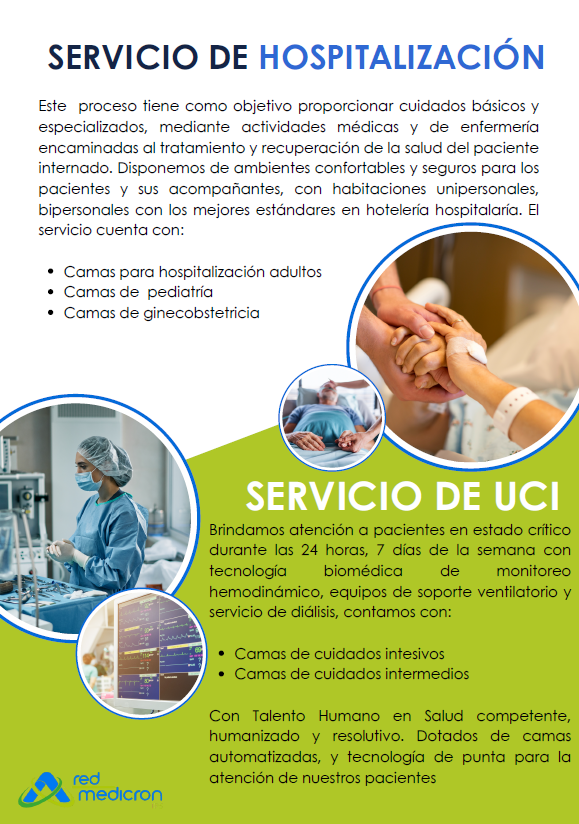 SERVICIO DE HOSPITALIZACIÓN
Este proceso tiene como objetivo proporcionar cuidados básicos y
especializados, mediante actividades médicas y de enfermería
encaminadas al tratamiento y recuperación de la salud del paciente
internado. Disponemos de ambientes confortables y seguros para los
pacientes y sus acompañantes, con habitaciones unipersonales,
bipersonales con los mejores estándares en hotelería hospitalaría. El
servicio cuenta con:
• Camas para hospitalización adultos
• Camas de pediatría
• Camas de ginecobstetricia
SERVICIO DE UCI
Brindamos atención a pacientes en estado crítico
durante las 24 horas, 7 días de la semana con
tecnología biomédica de monitoreo
hemodinámico, equipos de soporte ventilatorio y
servicio de diálisis, contamos con:
• Camas de cuidados intesivos
• Camas de cuidados intermedios
Con Talento Humano en Salud competente,
humanizado y resolutivo. Dotados de camas
automatizadas, y tecnología de punta para la
atención de nuestros pacientes
red
medicron